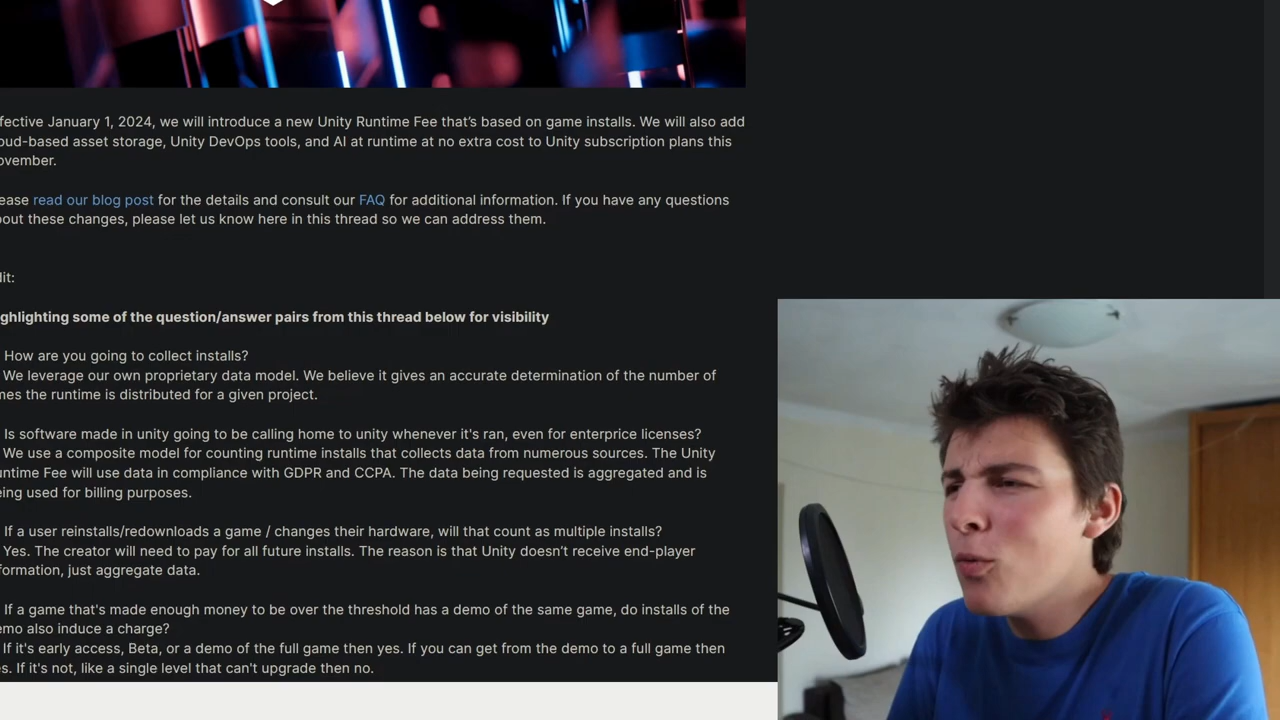 fective January 1, 2024, we will introduce a new Unity Runtime Fee that's based on game installs. We will also add
oud-based asset storage, Unity DevOps tools, and AI at runtime at no extra cost to Unity subscription plans this
ovember.
ease read our blog post for the details and consult our FAQ for additional information. If you have any questions
bout these changes, please let us know here in this thread so we can address them.
dit:
ghlighting some of the question/answer pairs from this thread below for visibility
How are you going to collect installs?
We leverage our own proprietary data model. We believe it gives an accurate determination of the number of
mes the runtime is distributed for a given project.
Is software made in unity going to be calling home to unity whenever it's ran, even for enterprice licenses?
We use a composite model for counting runtime installs that collects data from numerous sources. The Unity
untime Fee will use data in compliance with GDPR and CCPA. The data being requested is aggregated and is
eing used for billing purposes.
If a user reinstalls/redownloads a game / changes their hardware, will that count as multiple installs?
Yes. The creator will need to pay for all future installs. The reason is that Unity doesn't receive end-player
formation, just aggregate data.
If a game that's made enough money to be over the threshold has a demo of the same game, do installs of the
emo also induce a charge?
If it's early access, Beta, or a demo of the full game then yes. If you can get from the demo to a full game then
s. If it's not, like a single level that can't upgrade then no.